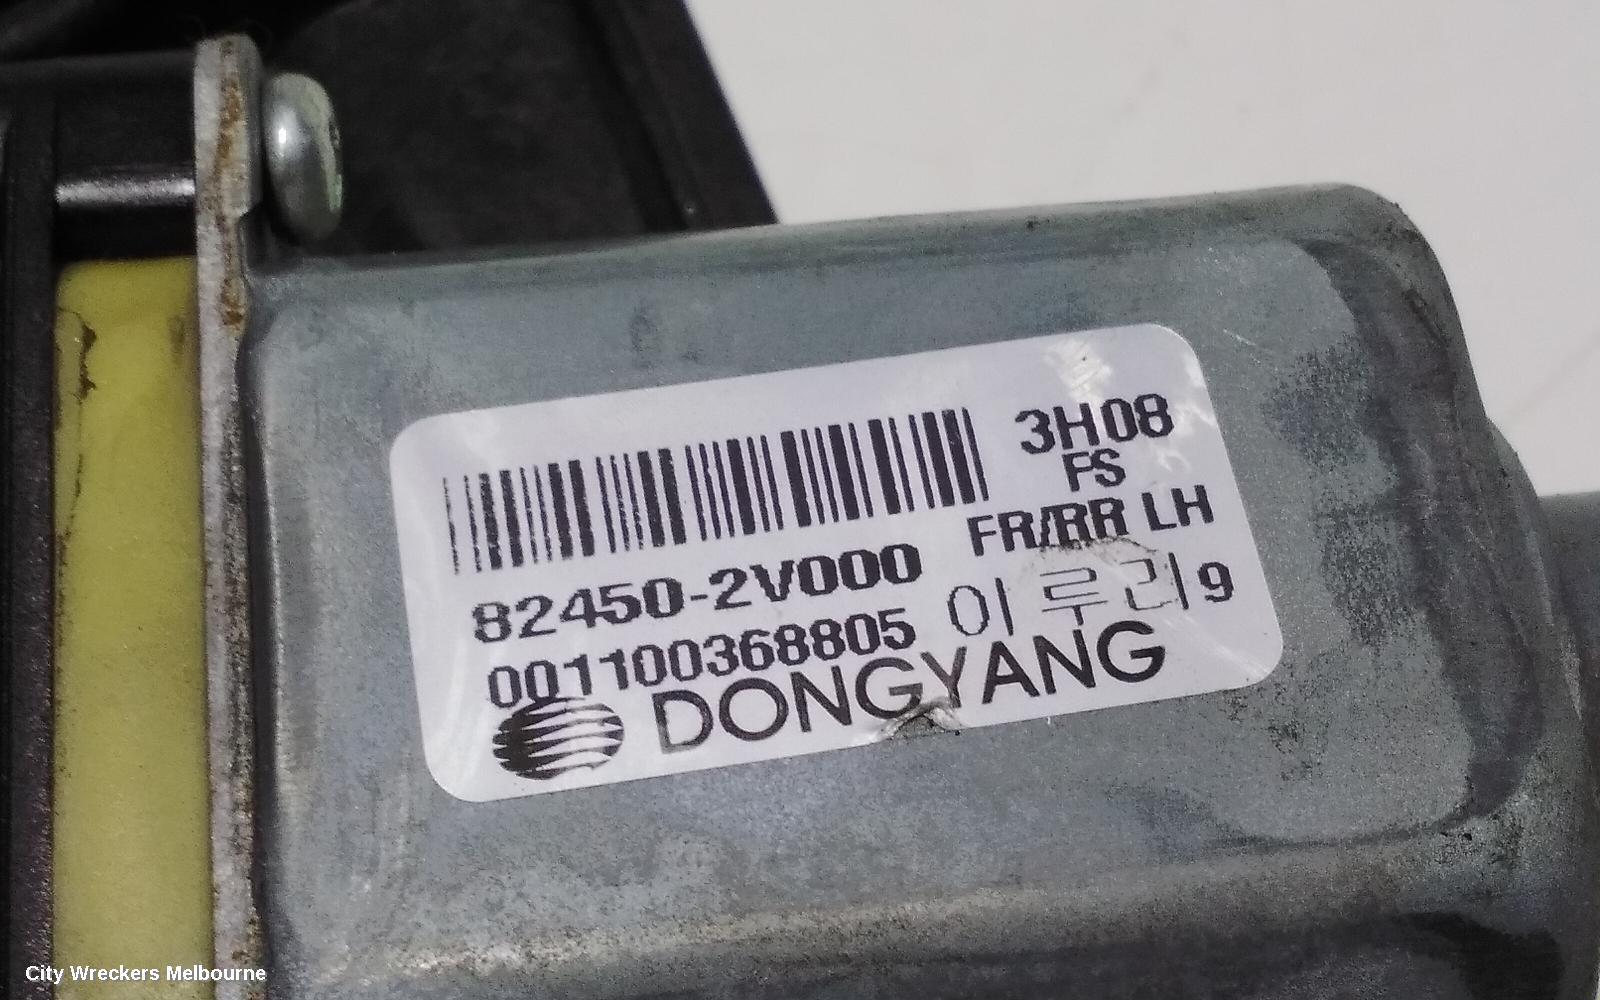 3H08
FS
FR/RR LH
82450-2V000
001100368805 이루리9
DONGYANG
City Wreckers Melbourne